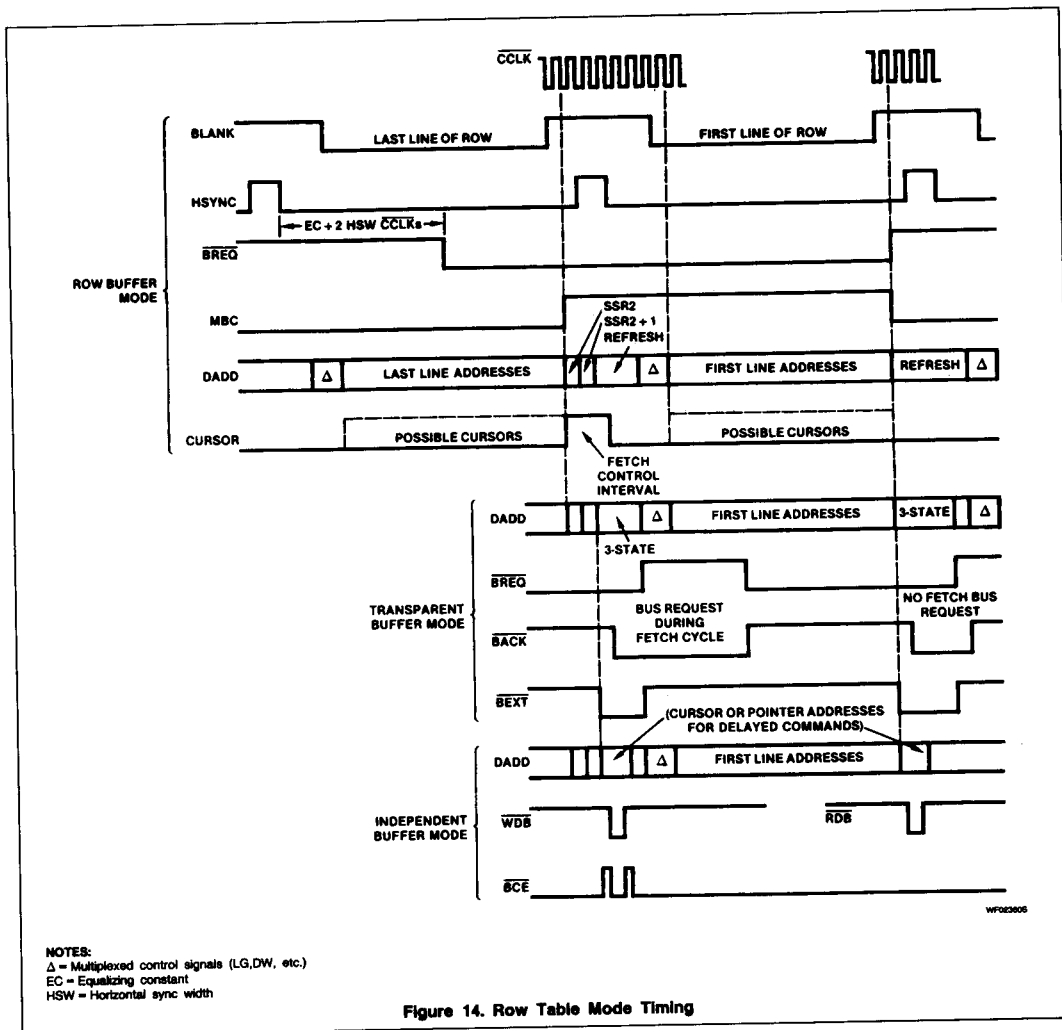 CCLK
BLANK
LAST LINE OF ROW
FIRST LINE OF ROW
HSYNC
EC + 2 HSW CCLKs
BREQ
ROW BUFFER
MODE
MBC
SSR2
SSR2 + 1
REFRESH
DADD
Δ
LAST LINE ADDRESSES
Δ
FIRST LINE ADDRESSES
REFRESH
Δ
CURSOR
POSSIBLE CURSORS
POSSIBLE CURSORS
FETCH
CONTROL
INTERVAL
DADD
Δ
FIRST LINE ADDRESSES
3-STATE
Δ
3-STATE
BREQ
TRANSPARENT
BUFFER MODE
BUS REQUEST
DURING
FETCH CYCLE
NO FETCH BUS
REQUEST
BACK
BEXT
(CURSOR OR POINTER ADDRESSES
FOR DELAYED COMMANDS)
DADD
Δ
FIRST LINE ADDRESSES
INDEPENDENT
BUFFER MODE
WDB
RDB
BCE
WF02360S
NOTES:
Δ = Multiplexed control signals (LG,DW, etc.)
EC = Equalizing constant
HSW = Horizontal sync width
Figure 14. Row Table Mode Timing